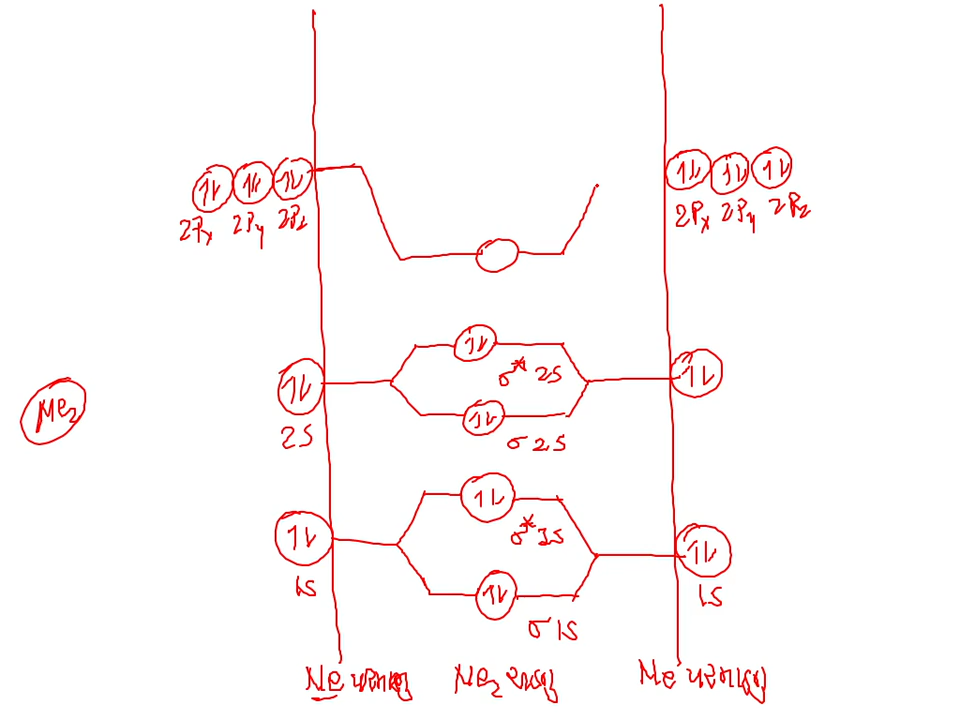 2Px 2Py 2Pz
2Px 2Py 2Pz
σ* 2s
Ne2
2s
σ 2s
σ* 1s
1s
1s
σ 1s
Ne પરમાણુ Ne2 અણુ Ne પરમાણુ